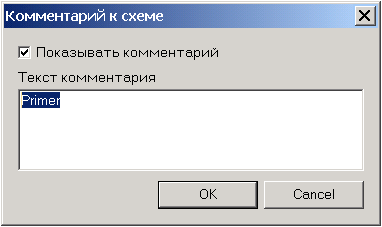 Комментарий к схеме
Показывать комментарий
Текст комментария
Primer
OK
Cancel